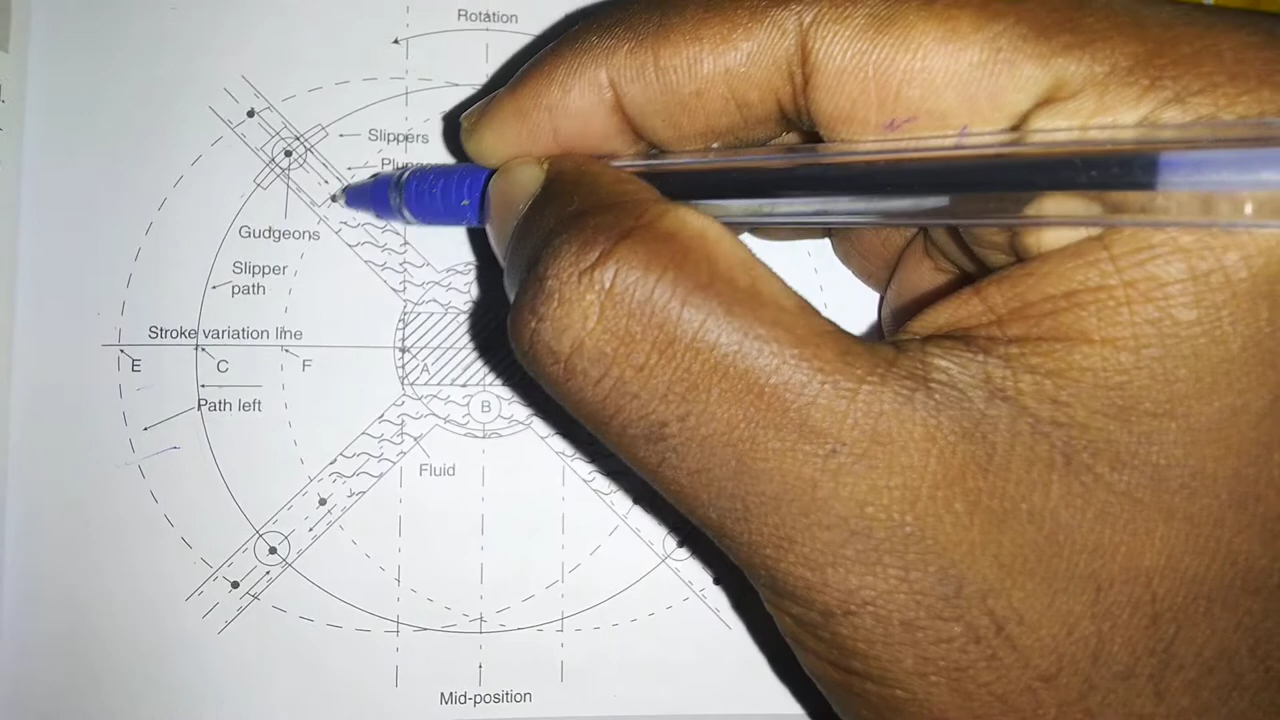 Rotation
Slippers
Gudgeons
Slipper
path
Stroke variation line
E
C
F
A
Path left
B
Fluid
Mid-position